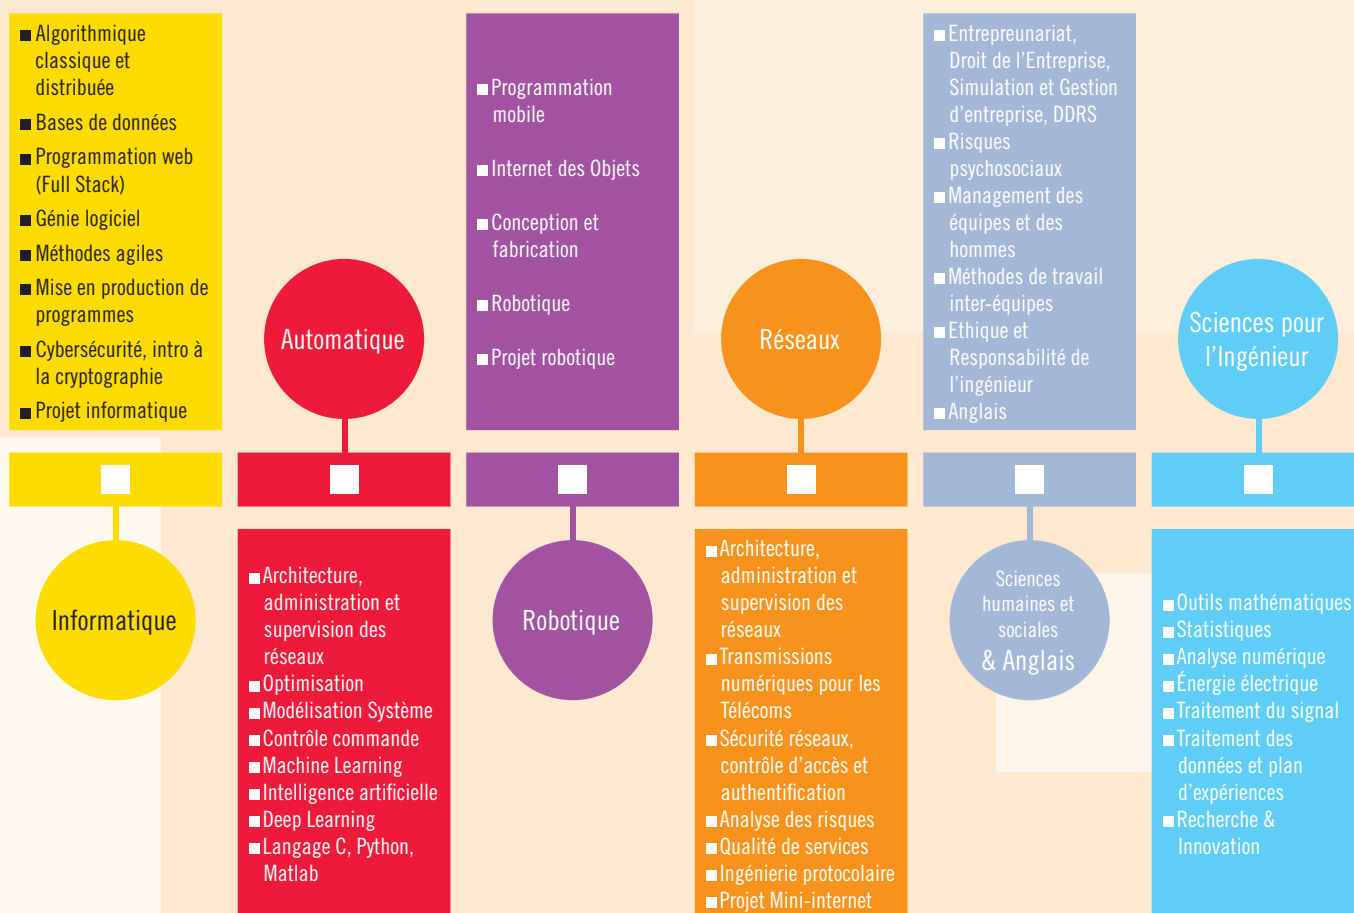 ■ Algorithmique
classique et
distribuée
■ Bases de données
■ Programmation web
(Full Stack)
■ Génie logiciel
■ Méthodes agiles
■ Mise en production de
programmes
■ Cybersécurité, intro à
la cryptographie
■ Projet informatique
Informatique
Automatique
■ Architecture,
administration et
supervision des
réseaux
■ Optimisation
■ Modélisation Système
■ Contrôle commande
■ Machine Learning
■ Intelligence artificielle
■ Deep Learning
■ Langage C, Python,
Matlab
■ Programmation
mobile
■ Internet des Objets
■ Conception et
fabrication
■ Robotique
■ Projet robotique
Robotique
Réseaux
■ Architecture,
administration et
supervision des
réseaux
■ Transmissions
numériques pour les
Télécoms
■ Sécurité réseaux,
contrôle d'accès et
authentification
■ Analyse des risques
■ Qualité de services
■ Ingénierie protocolaire
■ Projet Mini-internet
■ Entrepreunariat,
Droit de l'Entreprise,
Simulation et Gestion
d'entreprise, DDRS
■ Risques
psychosociaux
■ Management des
équipes et des
hommes
■ Méthodes de travail
inter-équipes
■ Ethique et
Responsabilité de
l'ingénieur
■ Anglais
Sciences
humaines et
sociales
& Anglais
Sciences pour
l'Ingénieur
■ Outils mathématiques
■ Statistiques
■ Analyse numérique
■ Énergie électrique
■ Traitement du signal
■ Traitement des
données et plan
d'expériences
■ Recherche &
Innovation